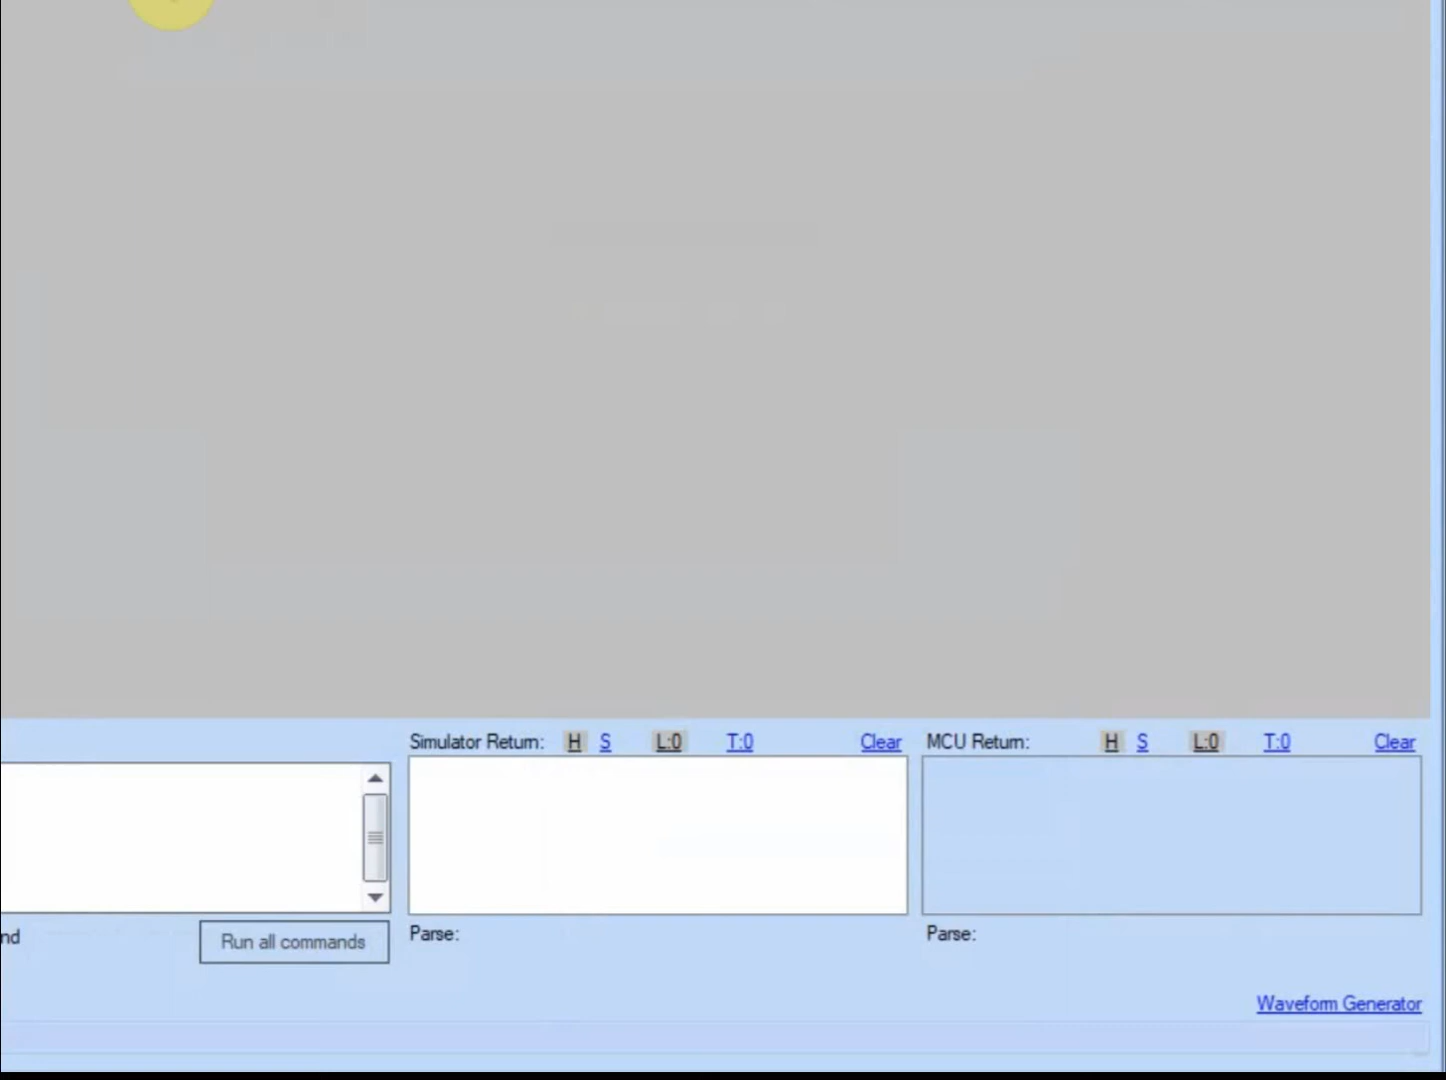 Simulator Return: H S L:0 T:0 Clear MCU Return: H S L:0 T:0 Clear
nd Run all commands Parse: Parse:
Waveform Generator